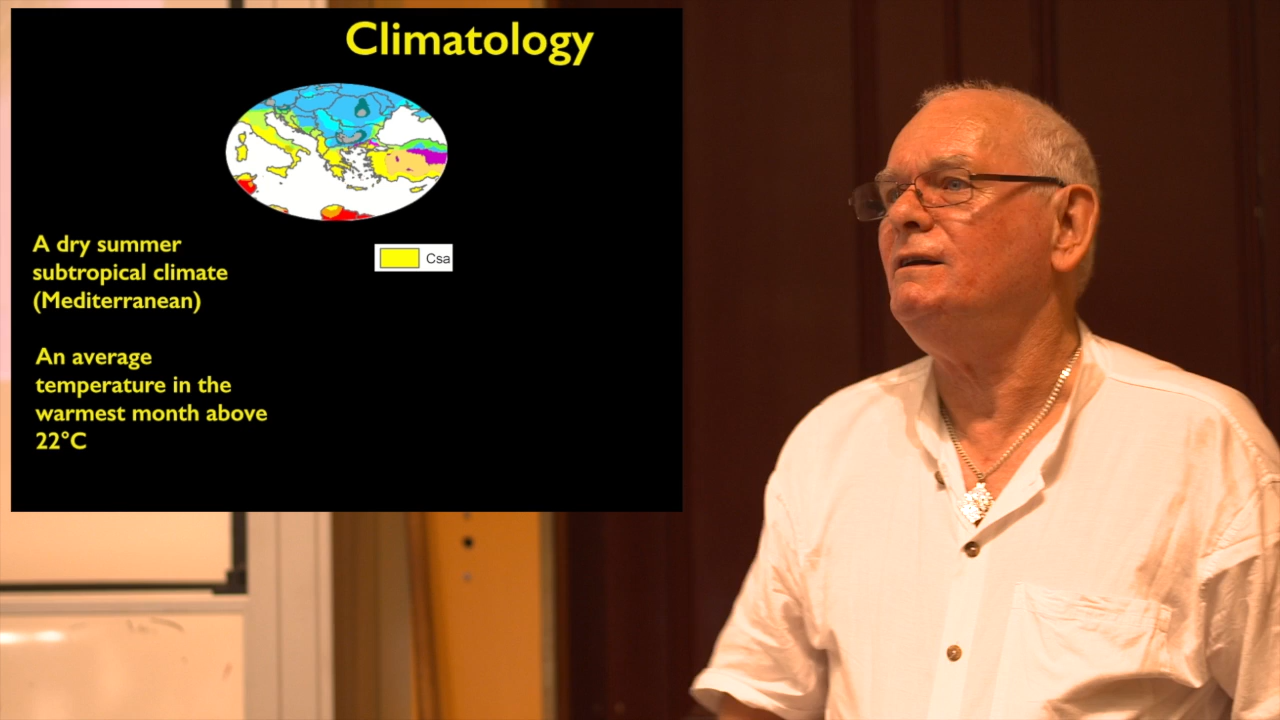 Climatology
Csa
A dry summer
subtropical climate
(Mediterranean)
An average
temperature in the
warmest month above
22°C